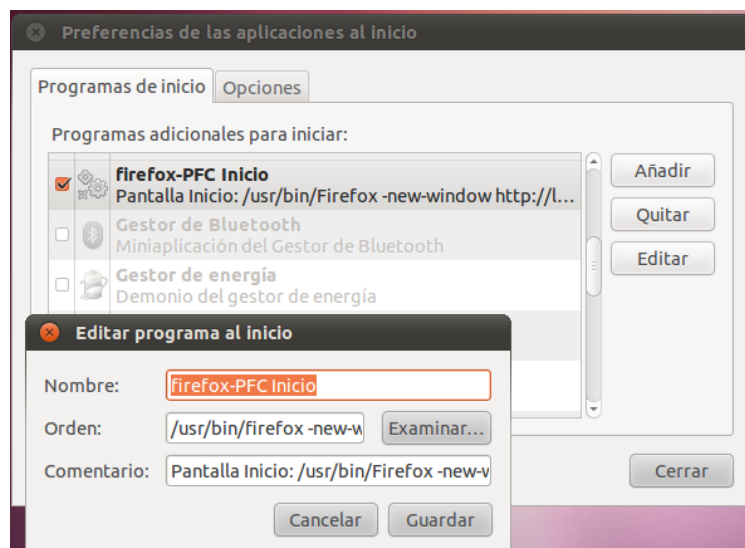 Preferencias de las aplicaciones al inicio
Programas de inicio Opciones
Programas adicionales para iniciar:
firefox-PFC Inicio
Pantalla Inicio: /usr/bin/Firefox -new-window http://l...
Gestor de Bluetooth
Miniaplicación del Gestor de Bluetooth
Gestor de energía
Demonio del gestor de energía
Añadir
Quitar
Editar
Editar programa al inicio
Nombre: firefox-PFC Inicio
Orden: /usr/bin/firefox -new-w Examinar...
Comentario: Pantalla Inicio: /usr/bin/Firefox -new-w
Cancelar Guardar
Cerrar